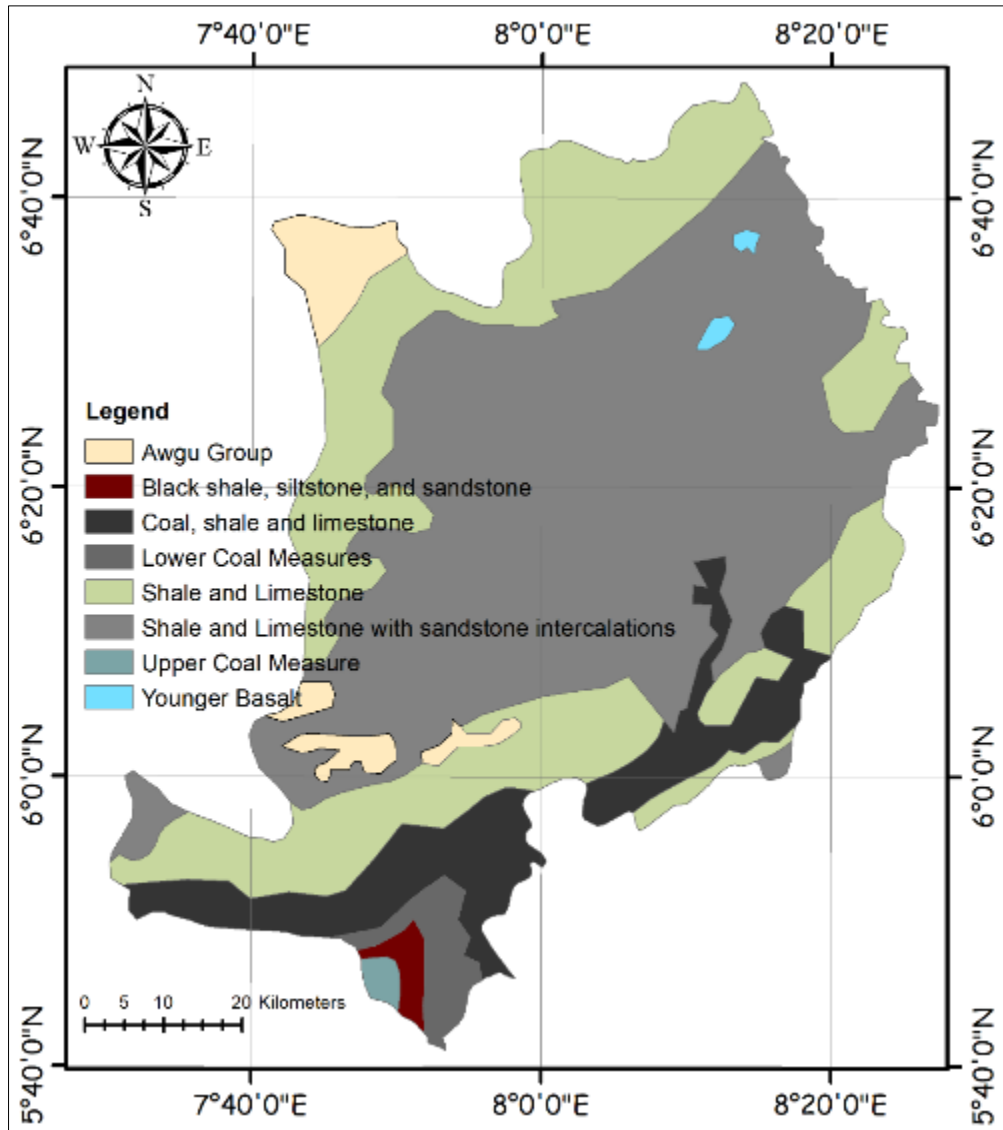 7°40'0"E 8°0'0"E 8°20'0"E
N
W E
S
6°40'0"N 6°40'0"N
Legend
Awgu Group
Black shale, siltstone, and sandstone
Coal, shale and limestone
Lower Coal Measures
Shale and Limestone
Shale and Limestone with sandstone intercalations
Upper Coal Measure
Younger Basalt
6°20'0"N 6°20'0"N
6°0'0"N 6°0'0"N
0 5 10 20 Kilometers
5°40'0"N 5°40'0"N
7°40'0"E 8°0'0"E 8°20'0"E